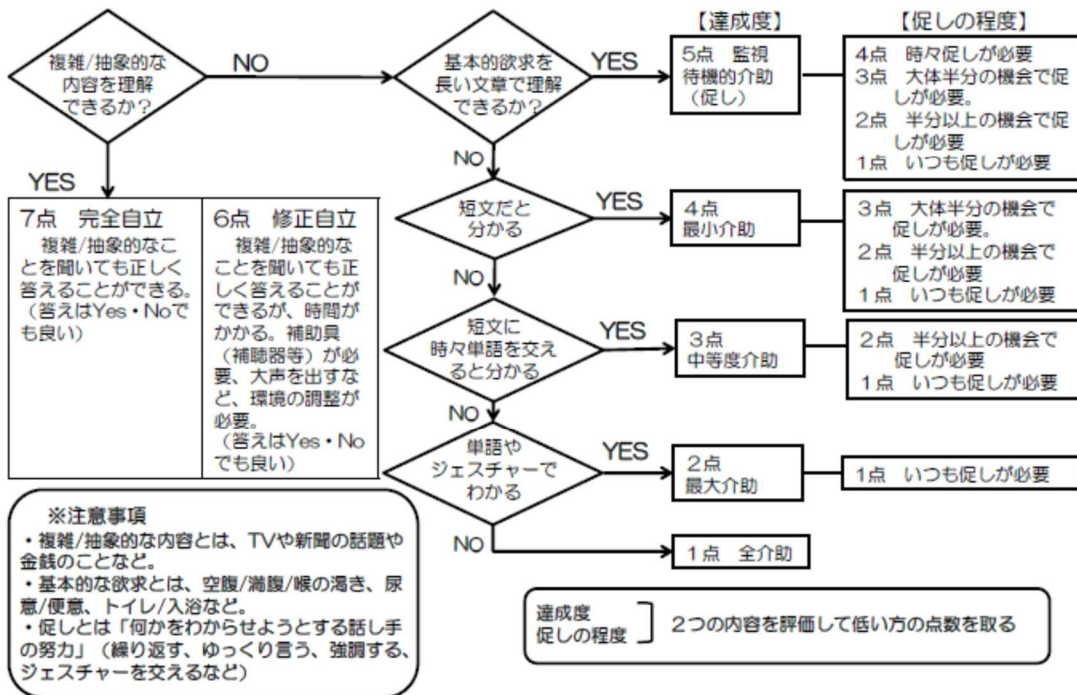 複雑/抽象的な
内容を理解
できるか？
NO
基本的欲求を
長い文章で理解
できるか？
YES
【達成度】
5点 監視
待機的介助
（促し）
【促しの程度】
4点 時々促しが必要
3点 大体半分の機会で促
しが必要。
2点 半分以上の機会で促
しが必要
1点 いつも促しが必要
YES
7点 完全自立
複雑/抽象的なこ
とを聞いても正しく
答えることができる。
（答えはYes・Noで
も良い）
6点 修正自立
複雑/抽象的な
ことを聞いても正
しく答えることが
できるが、時間が
かかる。補助具
（補聴器等）が必
要、大声を出すな
ど、環境の調整が
必要。
（答えはYes・No
でも良い）
NO
短文だと
分かる
YES
4点
最小介助
3点 大体半分の機会で
促しが必要。
2点 半分以上の機会で
促しが必要
1点 いつも促しが必要
NO
短文に
時々単語を交え
ると分かる
YES
3点
中等度介助
2点 半分以上の機会で
促しが必要
1点 いつも促しが必要
NO
単語や
ジェスチャーで
わかる
YES
2点
最大介助
1点 いつも促しが必要
NO
1点 全介助
※注意事項
・複雑/抽象的な内容とは、TVや新聞の話題や
金銭のことなど。
・基本的な欲求とは、空腹/満腹/喉の渇き、尿
意/便意、トイレ/入浴など。
・促しとは「何かをわからせようとする話し手
の努力」（繰り返す、ゆっくり言う、強調する、
ジェスチャーを交えるなど）
達成度
促しの程度
2つの内容を評価して低い方の点数を取る